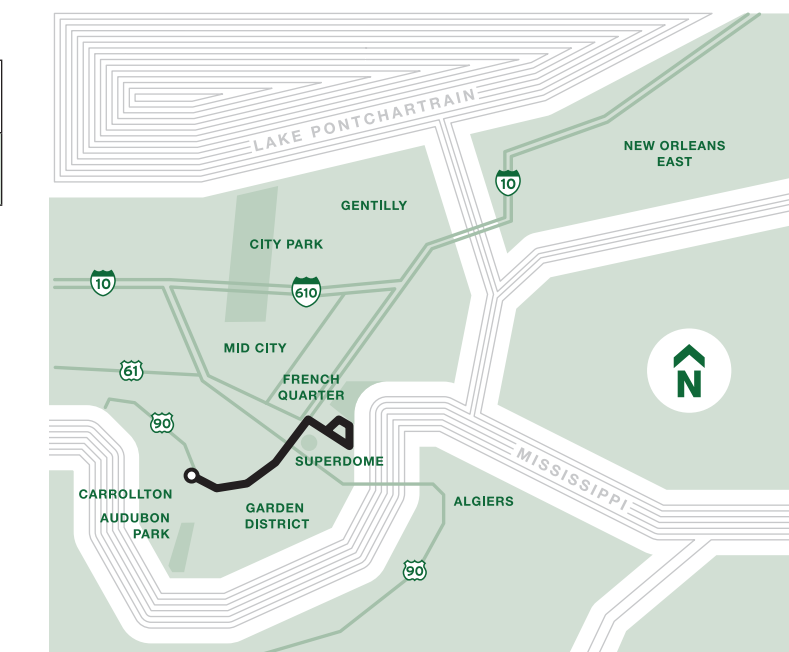 LAKE PONTCHARTRAIN
NEW ORLEANS
EAST
10
GENTILLY
CITY PARK
10
610
MID CITY
61
FRENCH
QUARTER
N
90
SUPERDOME
MISSISSIPPI
CARROLLTON
AUDUBON
PARK
GARDEN
DISTRICT
ALGIERS
90